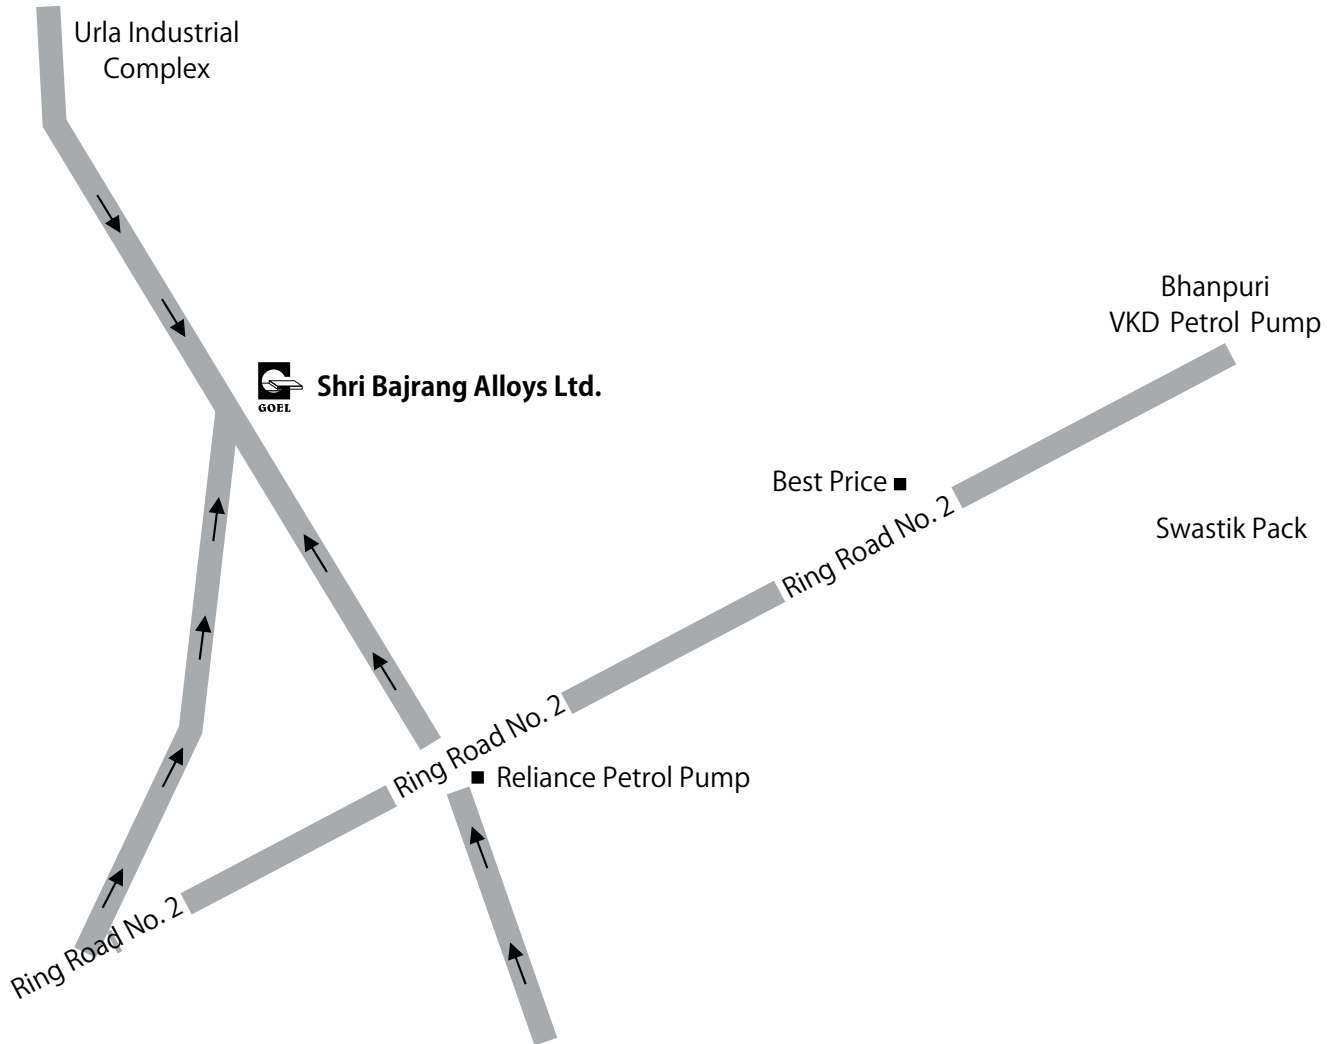 Urla Industrial
Complex
Bhanpuri
VKD Petrol Pump
GOEL
Shri Bajrang Alloys Ltd.
Best Price
Ring Road No. 2
Swastik Pack
Ring Road No. 2
Reliance Petrol Pump
Ring Road No. 2